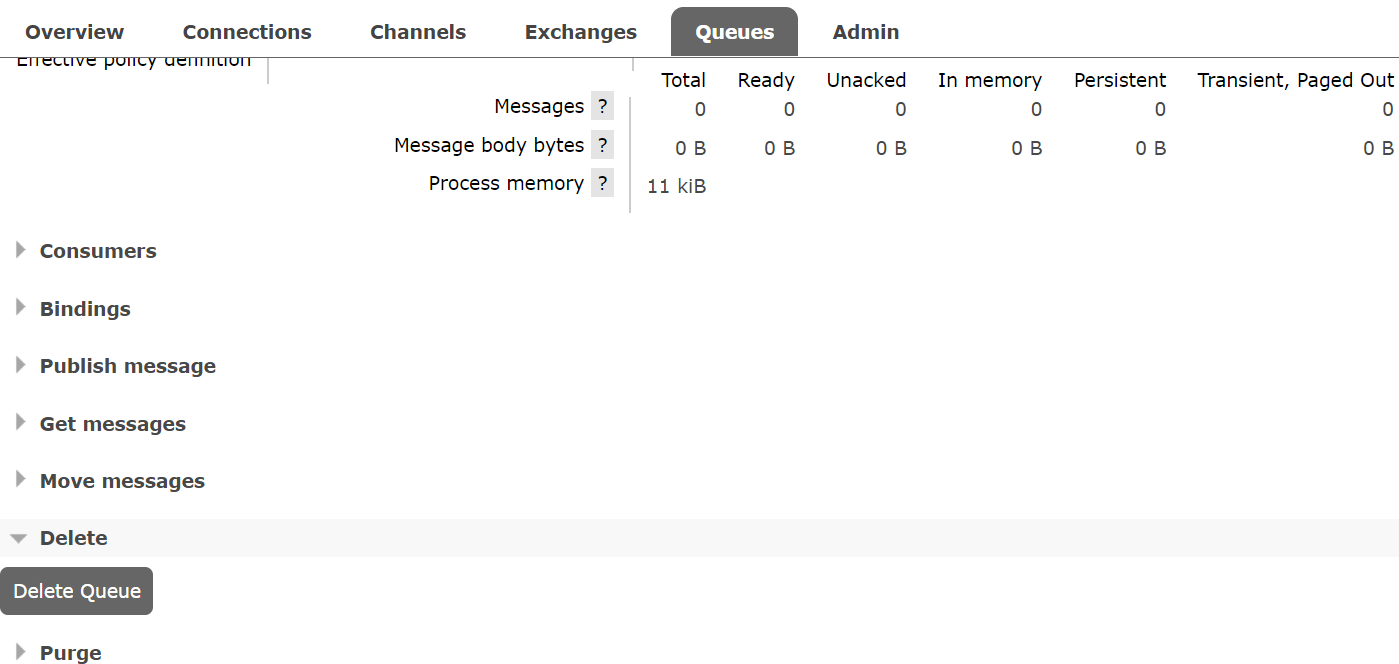 Overview Connections Channels Exchanges Queues Admin
Effective policy definition
Total Ready Unacked In memory Persistent Transient, Paged Out
Messages ? 0 0 0 0 0 0
Message body bytes ? 0 B 0 B 0 B 0 B 0 B 0 B
Process memory ? 11 kiB
Consumers
Bindings
Publish message
Get messages
Move messages
Delete
Delete Queue
Purge